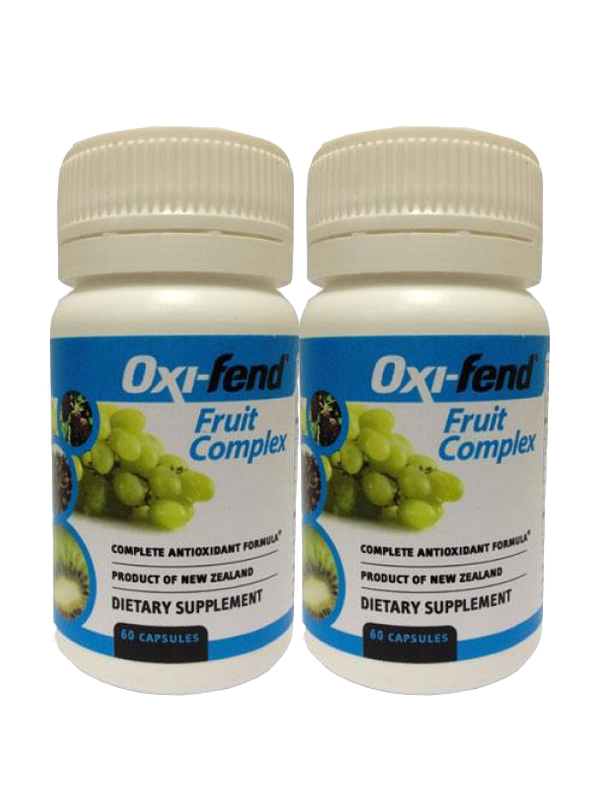 Oxi-fend®
Fruit
Complex
COMPLETE ANTIOXIDANT FORMULA
PRODUCT OF NEW ZEALAND
DIETARY SUPPLEMENT
60 CAPSULES
Oxi-fend®
Fruit
Complex
COMPLETE ANTIOXIDANT FORMULA
PRODUCT OF NEW ZEALAND
DIETARY SUPPLEMENT
60 CAPSULES